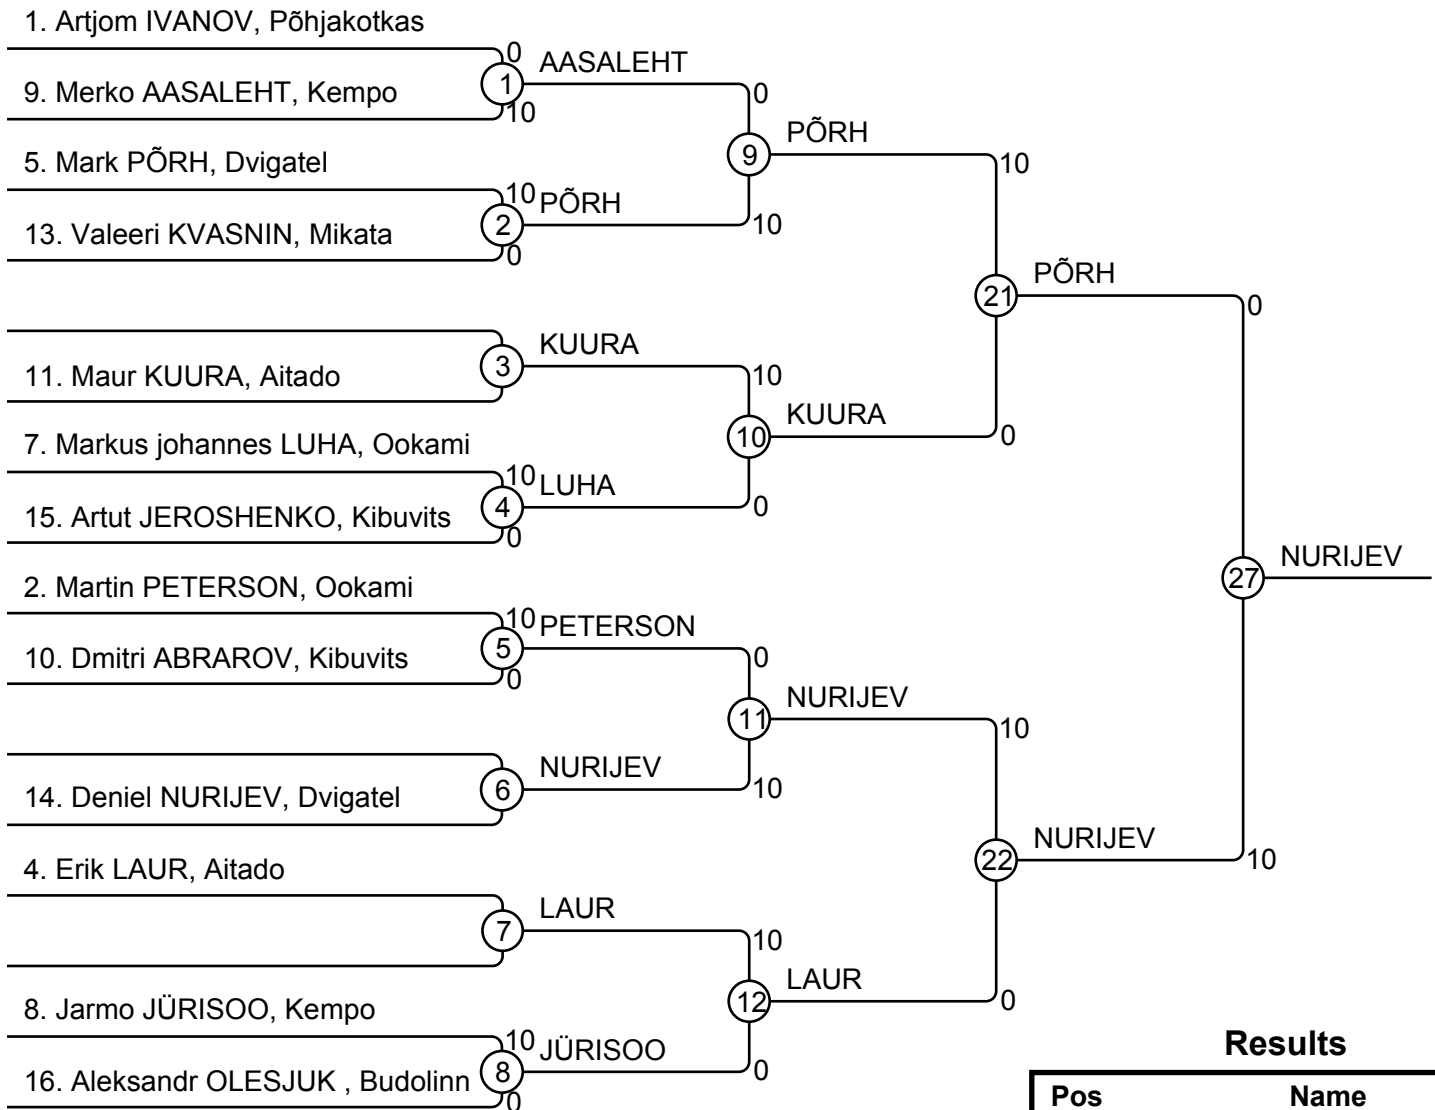 1. Artjom IVANOV, Põhjakotkas
0
AASALEHT
1
9. Merko AASALEHT, Kempo
10
0
PÕRH
9
5. Mark PÕRH, Dvigatel
10
10
PÕRH
2
13. Valeeri KVASNIN, Mikata
10
0
PÕRH
21
0
KUURA
3
11. Maur KUURA, Aitado
10
KUURA
10
0
7. Markus johannes LUHA, Ookami
10
LUHA
4
15. Artut JEROSHENKO, Kibuvits
0
0
NURIJEV
27
2. Martin PETERSON, Ookami
10
PETERSON
5
10. Dmitri ABRAROV, Kibuvits
0
0
NURIJEV
11
10
NURIJEV
6
14. Deniel NURIJEV, Dvigatel
10
NURIJEV
22
10
4. Erik LAUR, Aitado
LAUR
7
10
LAUR
12
0
8. Jarmo JÜRISOO, Kempo
10
JÜRISOO
8
16. Aleksandr OLESJUK , Budolinn
0
0
Results
Pos Name